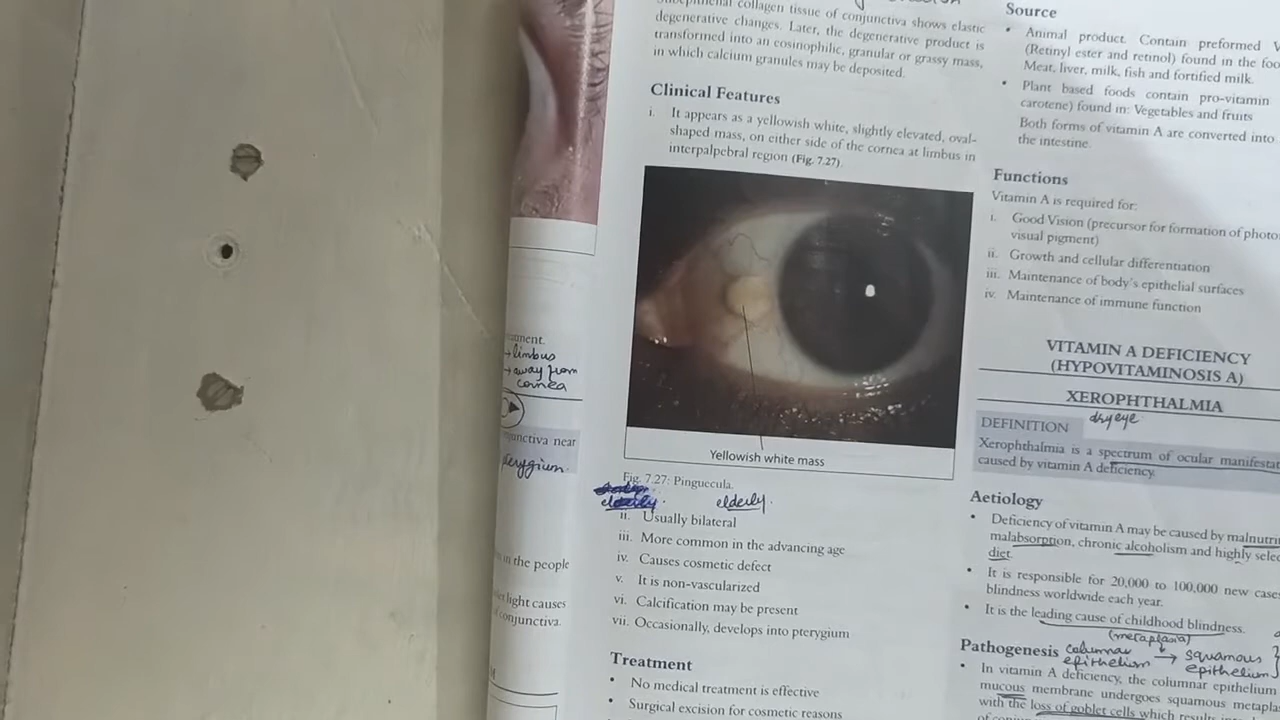 collagen tissue of conjunctiva shows elastic
degenerative changes. Later, the degenerative product is
transformed into an eosinophilic, granular or grassy mass,
in which calcium granules may be deposited.
Clinical Features
i. It appears as a yellowish white, slightly elevated, oval-
shaped mass, on either side of the cornea at limbus in
interpalpebral region (Fig. 7.27).
Yellowish white mass
Fig. 7.27: Pinguecula.
elderly. elderly.
ii. Usually bilateral
iii. More common in the advancing age
iv. Causes cosmetic defect
v. It is non-vascularized
vi. Calcification may be present
vii. Occasionally, develops into pterygium
Treatment
• No medical treatment is effective
• Surgical excision for cosmetic reasons
→ limbus
→ away from
cornea
near
pterygium.
in the people
light causes
conjunctiva.
Source
• Animal product. Contain preformed
(Retinyl ester and retinol) found in the
Meat, liver, milk, fish and fortified milk.
• Plant based foods contain pro-vitamin
carotene) found in: Vegetables and fruits
Both forms of vitamin A are converted into
the intestine.
Functions
Vitamin A is required for:
i. Good Vision (precursor for formation of
visual pigment)
ii. Growth and cellular differentiation
iii. Maintenance of body's epithelial surfaces
iv. Maintenance of immune function
VITAMIN A DEFICIENCY
(HYPOVITAMINOSIS A)
XEROPHTHALMIA
dry eye
DEFINITION
Xerophthalmia is a spectrum of ocular
caused by vitamin A deficiency.
Aetiology
• Deficiency of vitamin A may be caused by
malabsorption, chronic alcoholism and highly
diet.
• It is responsible for 20,000 to 100,000 new
blindness worldwide each year.
• It is the leading cause of childhood blindness.
(metaplasia)
Pathogenesis columnar → squamous
epithelium epithelium
• In vitamin A deficiency, the columnar epithelium
mucous membrane undergoes squamous
with the loss of goblet cells which